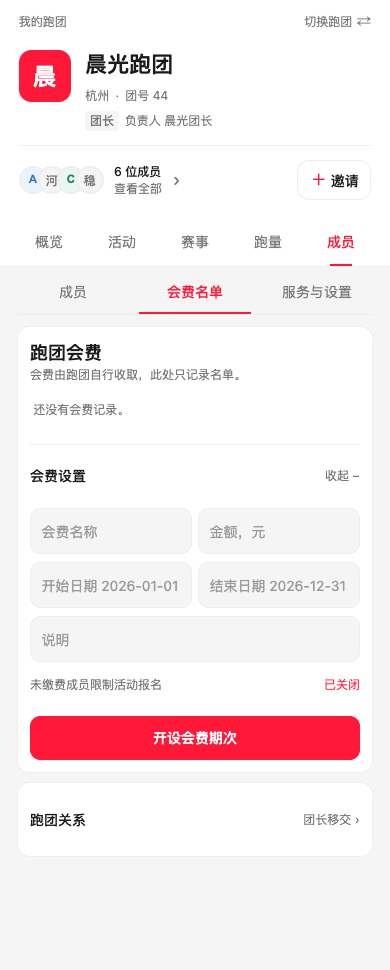 我的跑团
切换跑团 ⇄
晨
晨光跑团
杭州 · 团号 44
团长 负责人 晨光团长
A 河 C 稳
6 位成员
查看全部 ›
+ 邀请
概览 活动 赛事 跑量 成员
成员 会费名单 服务与设置
跑团会费
会费由跑团自行收取，此处只记录名单。
还没有会费记录。
会费设置 收起 −
会费名称 金额，元
开始日期 2026-01-01 结束日期 2026-12-31
说明
未缴费成员限制活动报名 已关闭
开设会费期次
跑团关系 团长移交 ›